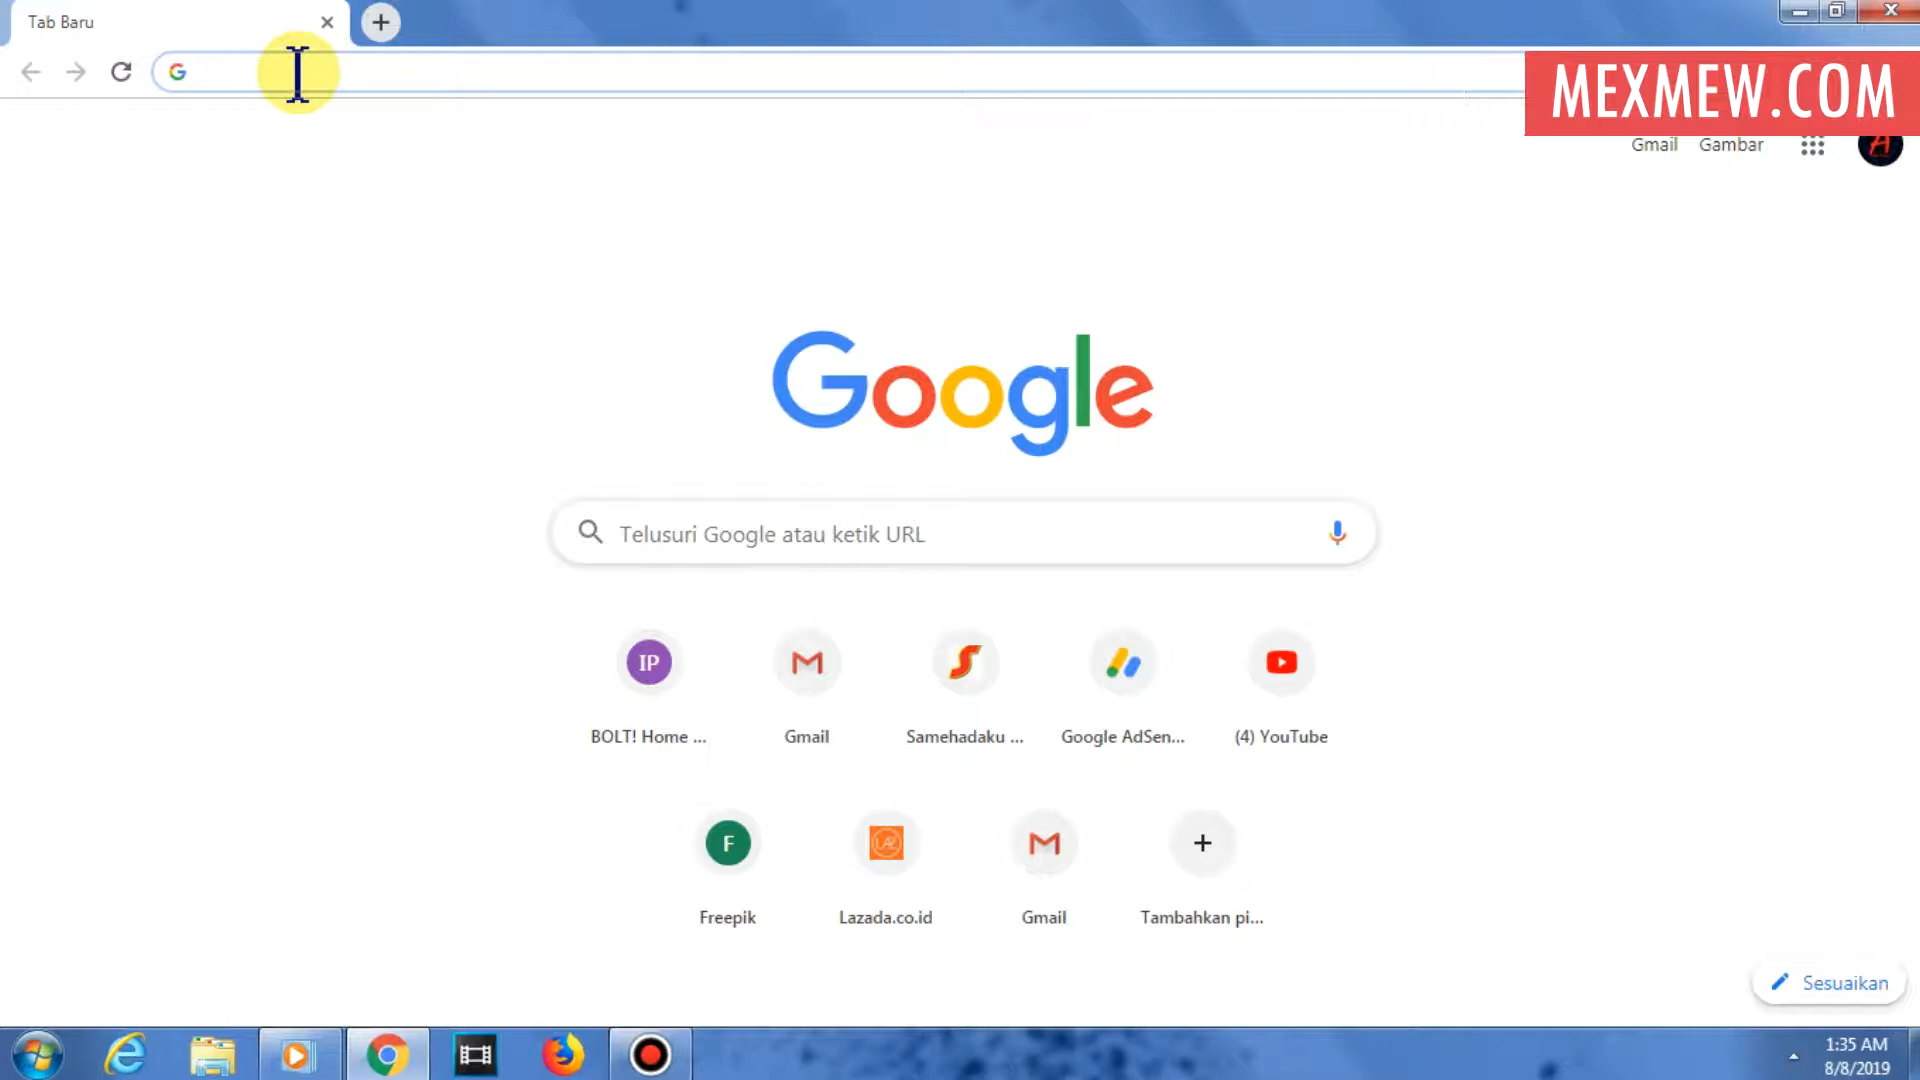 Tab Baru
MEXMEW.COM
Gmail Gambar
Google
Telusuri Google atau ketik URL
IP
BOLT! Home ... Gmail Samehadaku ... Google AdSen... (4) YouTube
F LAZ
Freepik Lazada.co.id Gmail Tambahkan pi...
Sesuaikan
1:35 AM
8/8/2019